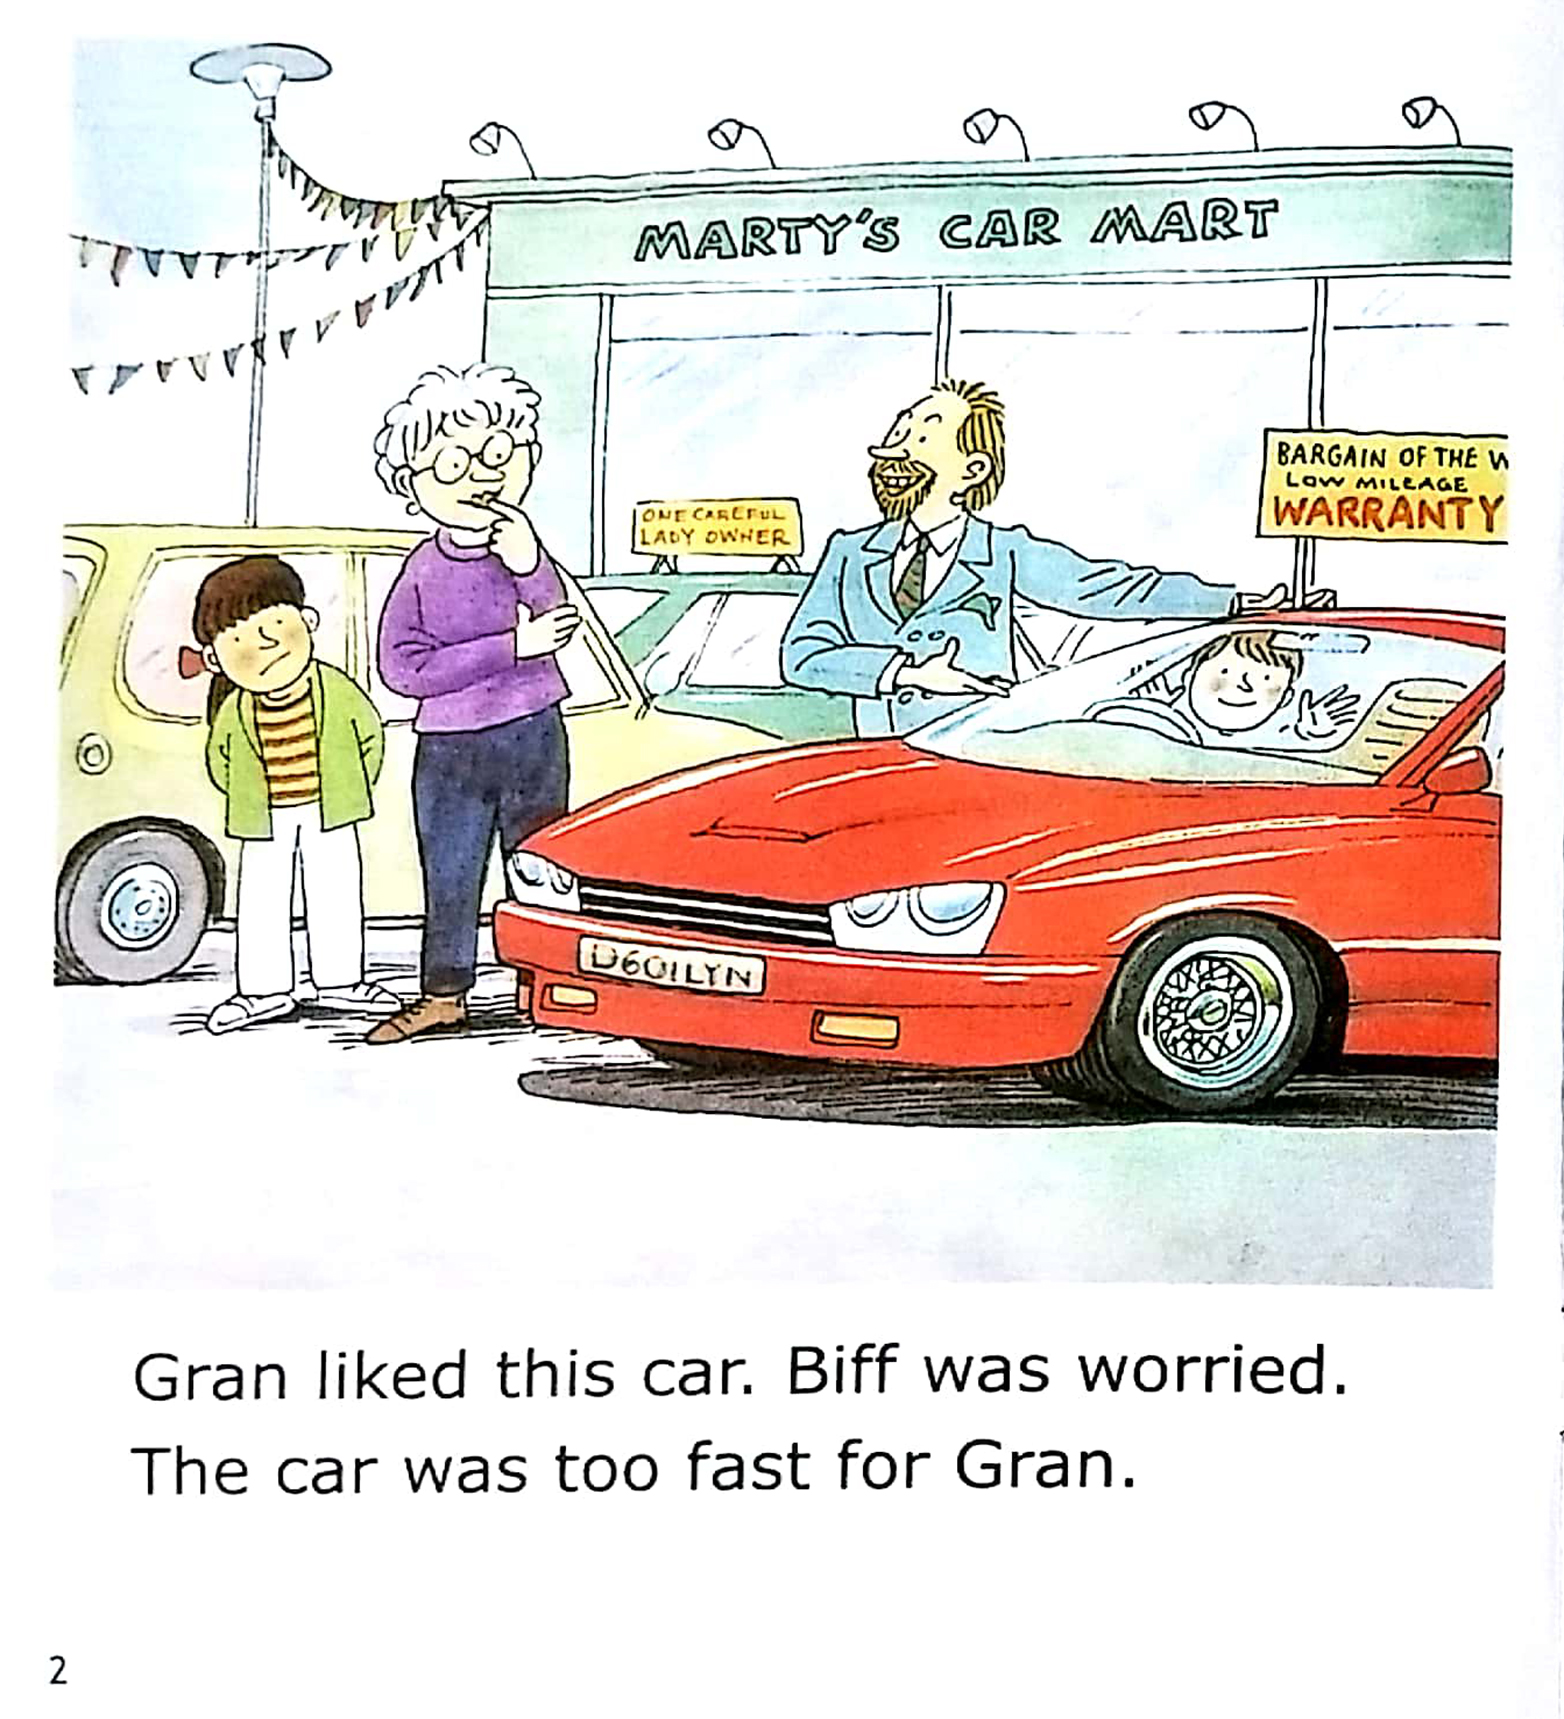 MARTY'S CAR MART
BARGAIN OF THE W
LOW MILEAGE
WARRANTY
ONE CAREFUL
LADY OWNER
D601LYN
Gran liked this car. Biff was worried.
The car was too fast for Gran.
2